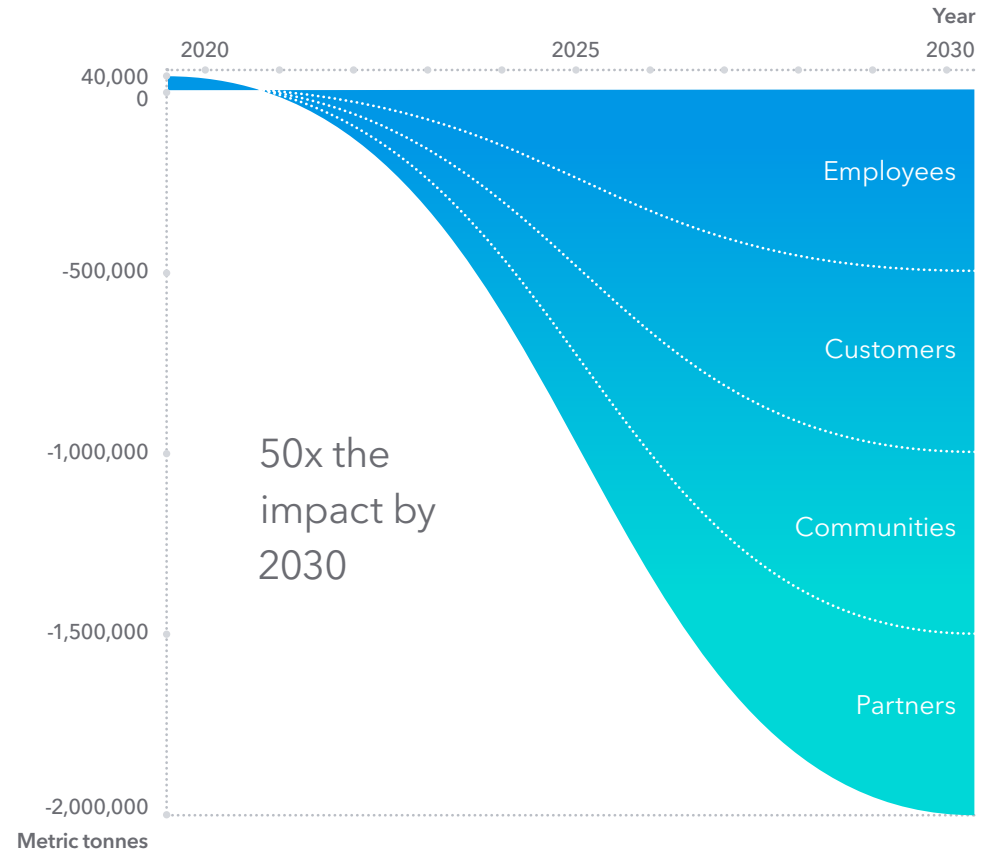 Year
2020
2025
2030
40,000
0
Employees
-500,000
Customers
-1,000,000
50x the
impact by
2030
Communities
-1,500,000
Partners
-2,000,000
Metric tonnes